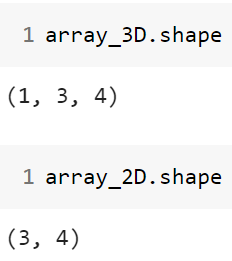 1 array_3D.shape
(1, 3, 4)
1 array_2D.shape
(3, 4)